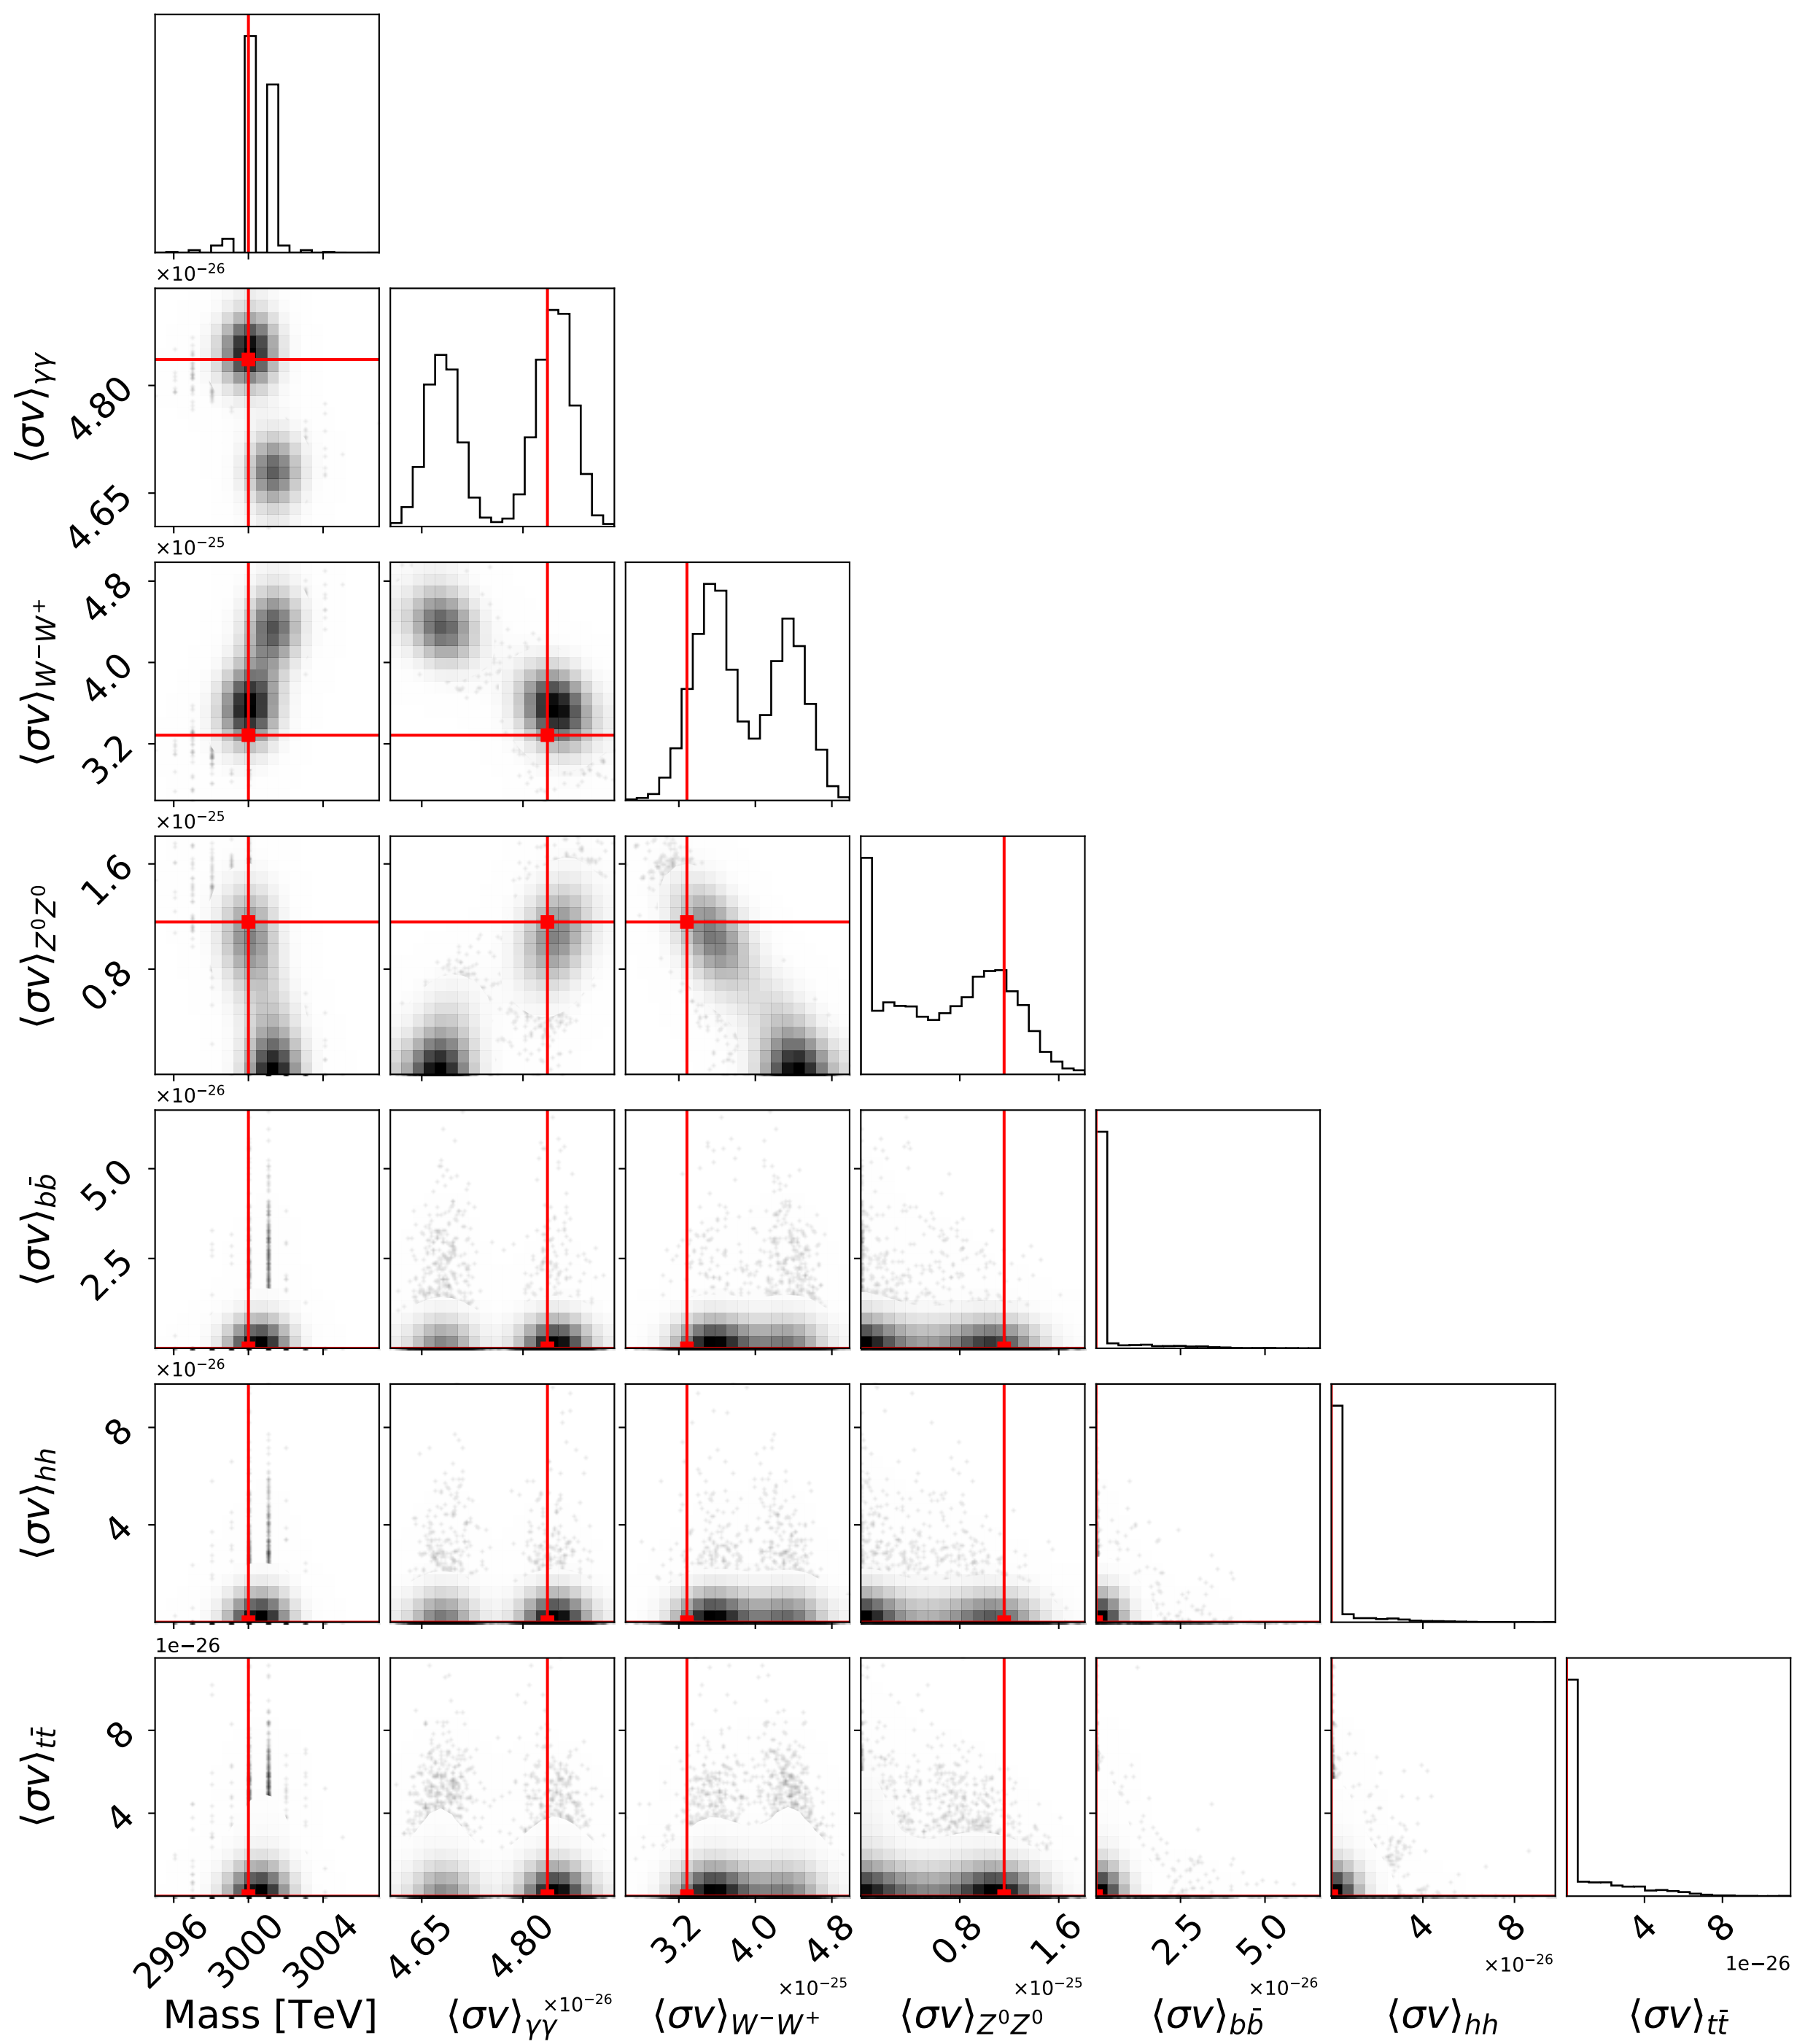 ×10⁻²⁶
⟨σv⟩γγ
4.80
4.65
×10⁻²⁵
⟨σv⟩W⁻W⁺
4.8
4.0
3.2
×10⁻²⁵
⟨σv⟩Z⁰Z⁰
1.6
0.8
×10⁻²⁶
⟨σv⟩bb̄
5.0
2.5
×10⁻²⁶
⟨σv⟩hh
8
4
1e−26
⟨σv⟩tt̄
8
4
2996 3000 3004 4.65 4.80 3.2 4.0 4.8 0.8 1.6 2.5 5.0 4 8 4 8
×10⁻²⁶ ×10⁻²⁵ ×10⁻²⁵ ×10⁻²⁶ ×10⁻²⁶ 1e−26
Mass [TeV] ⟨σv⟩γγ ⟨σv⟩W⁻W⁺ ⟨σv⟩Z⁰Z⁰ ⟨σv⟩bb̄ ⟨σv⟩hh ⟨σv⟩tt̄